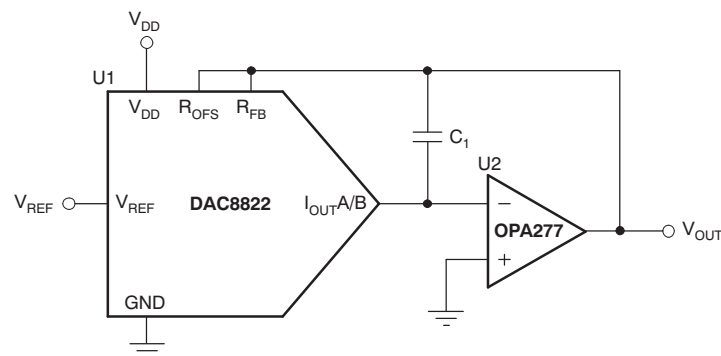 V_DD
U1
V_DD R_OFS R_FB
C_1
U2
V_REF V_REF DAC8822 I_OUT A/B
−
OPA277
V_OUT
+
GND